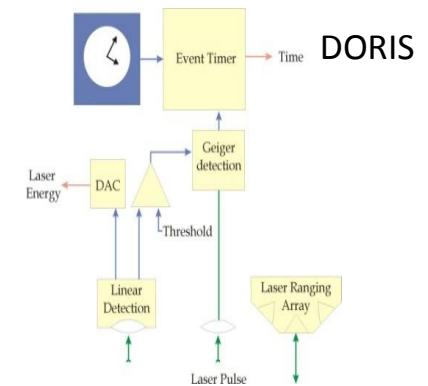 DORIS
Event Timer
Time
Geiger
detection
Laser
Energy
DAC
Threshold
Linear
Detection
Laser Ranging
Array
Laser Pulse